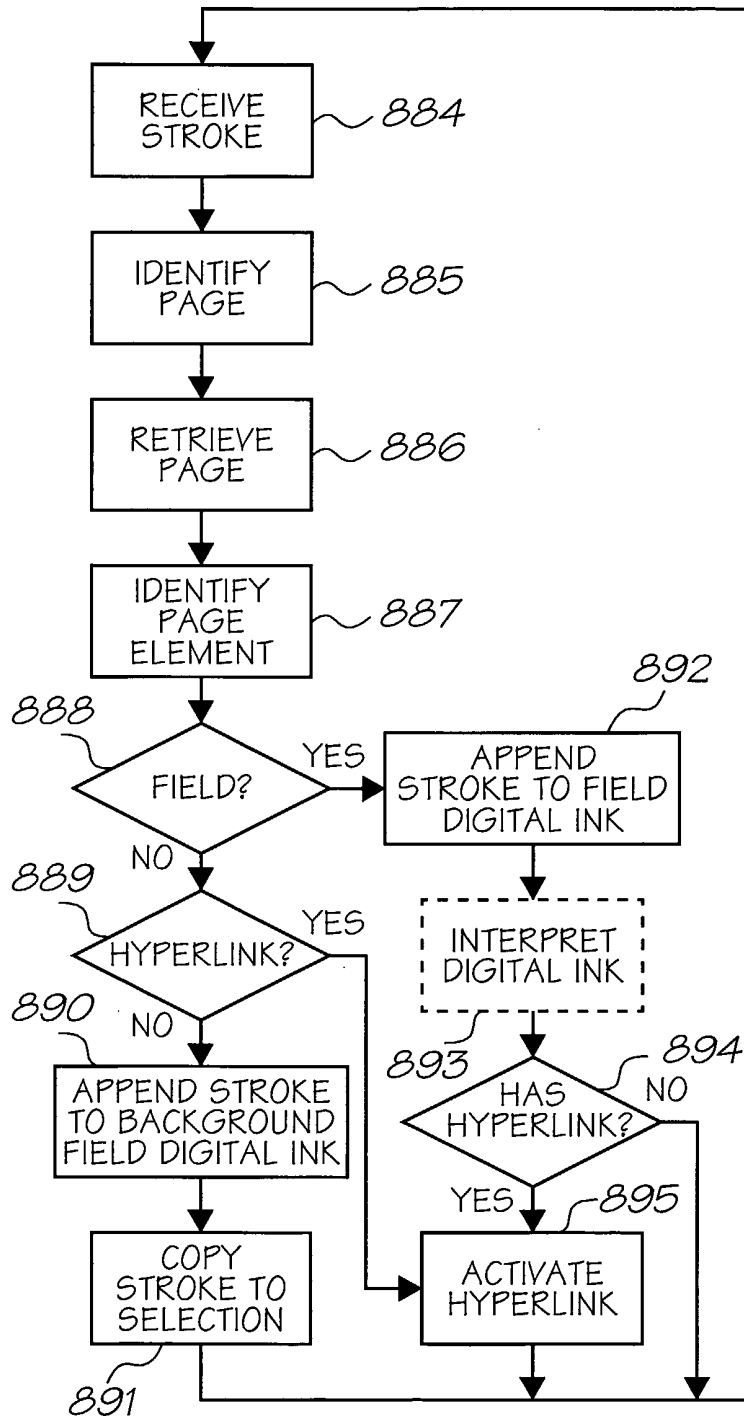 RECEIVE
STROKE
884
IDENTIFY
PAGE
885
RETRIEVE
PAGE
886
IDENTIFY
PAGE
ELEMENT
887
888
FIELD?
YES
NO
892
APPEND
STROKE TO FIELD
DIGITAL INK
889
HYPERLINK?
YES
NO
INTERPRET
DIGITAL INK
893
890
APPEND STROKE
TO BACKGROUND
FIELD DIGITAL INK
894
HAS
HYPERLINK?
NO
YES
895
COPY
STROKE TO
SELECTION
891
ACTIVATE
HYPERLINK